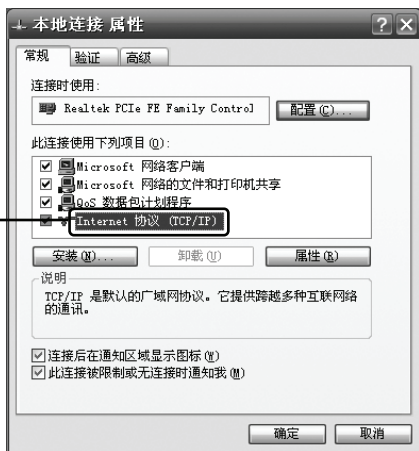 本地连接 属性
常规 验证 高级
连接时使用:
Realtek PCIe FE Family Control
配置(C)...
此连接使用下列项目(O):
Microsoft 网络客户端
Microsoft 网络的文件和打印机共享
QoS 数据包计划程序
Internet 协议 (TCP/IP)
安装(N)... 卸载(U) 属性(R)
说明
TCP/IP 是默认的广域网协议。它提供跨越多种互联网络
的通讯。
连接后在通知区域显示图标(W)
此连接被限制或无连接时通知我(M)
确定 取消